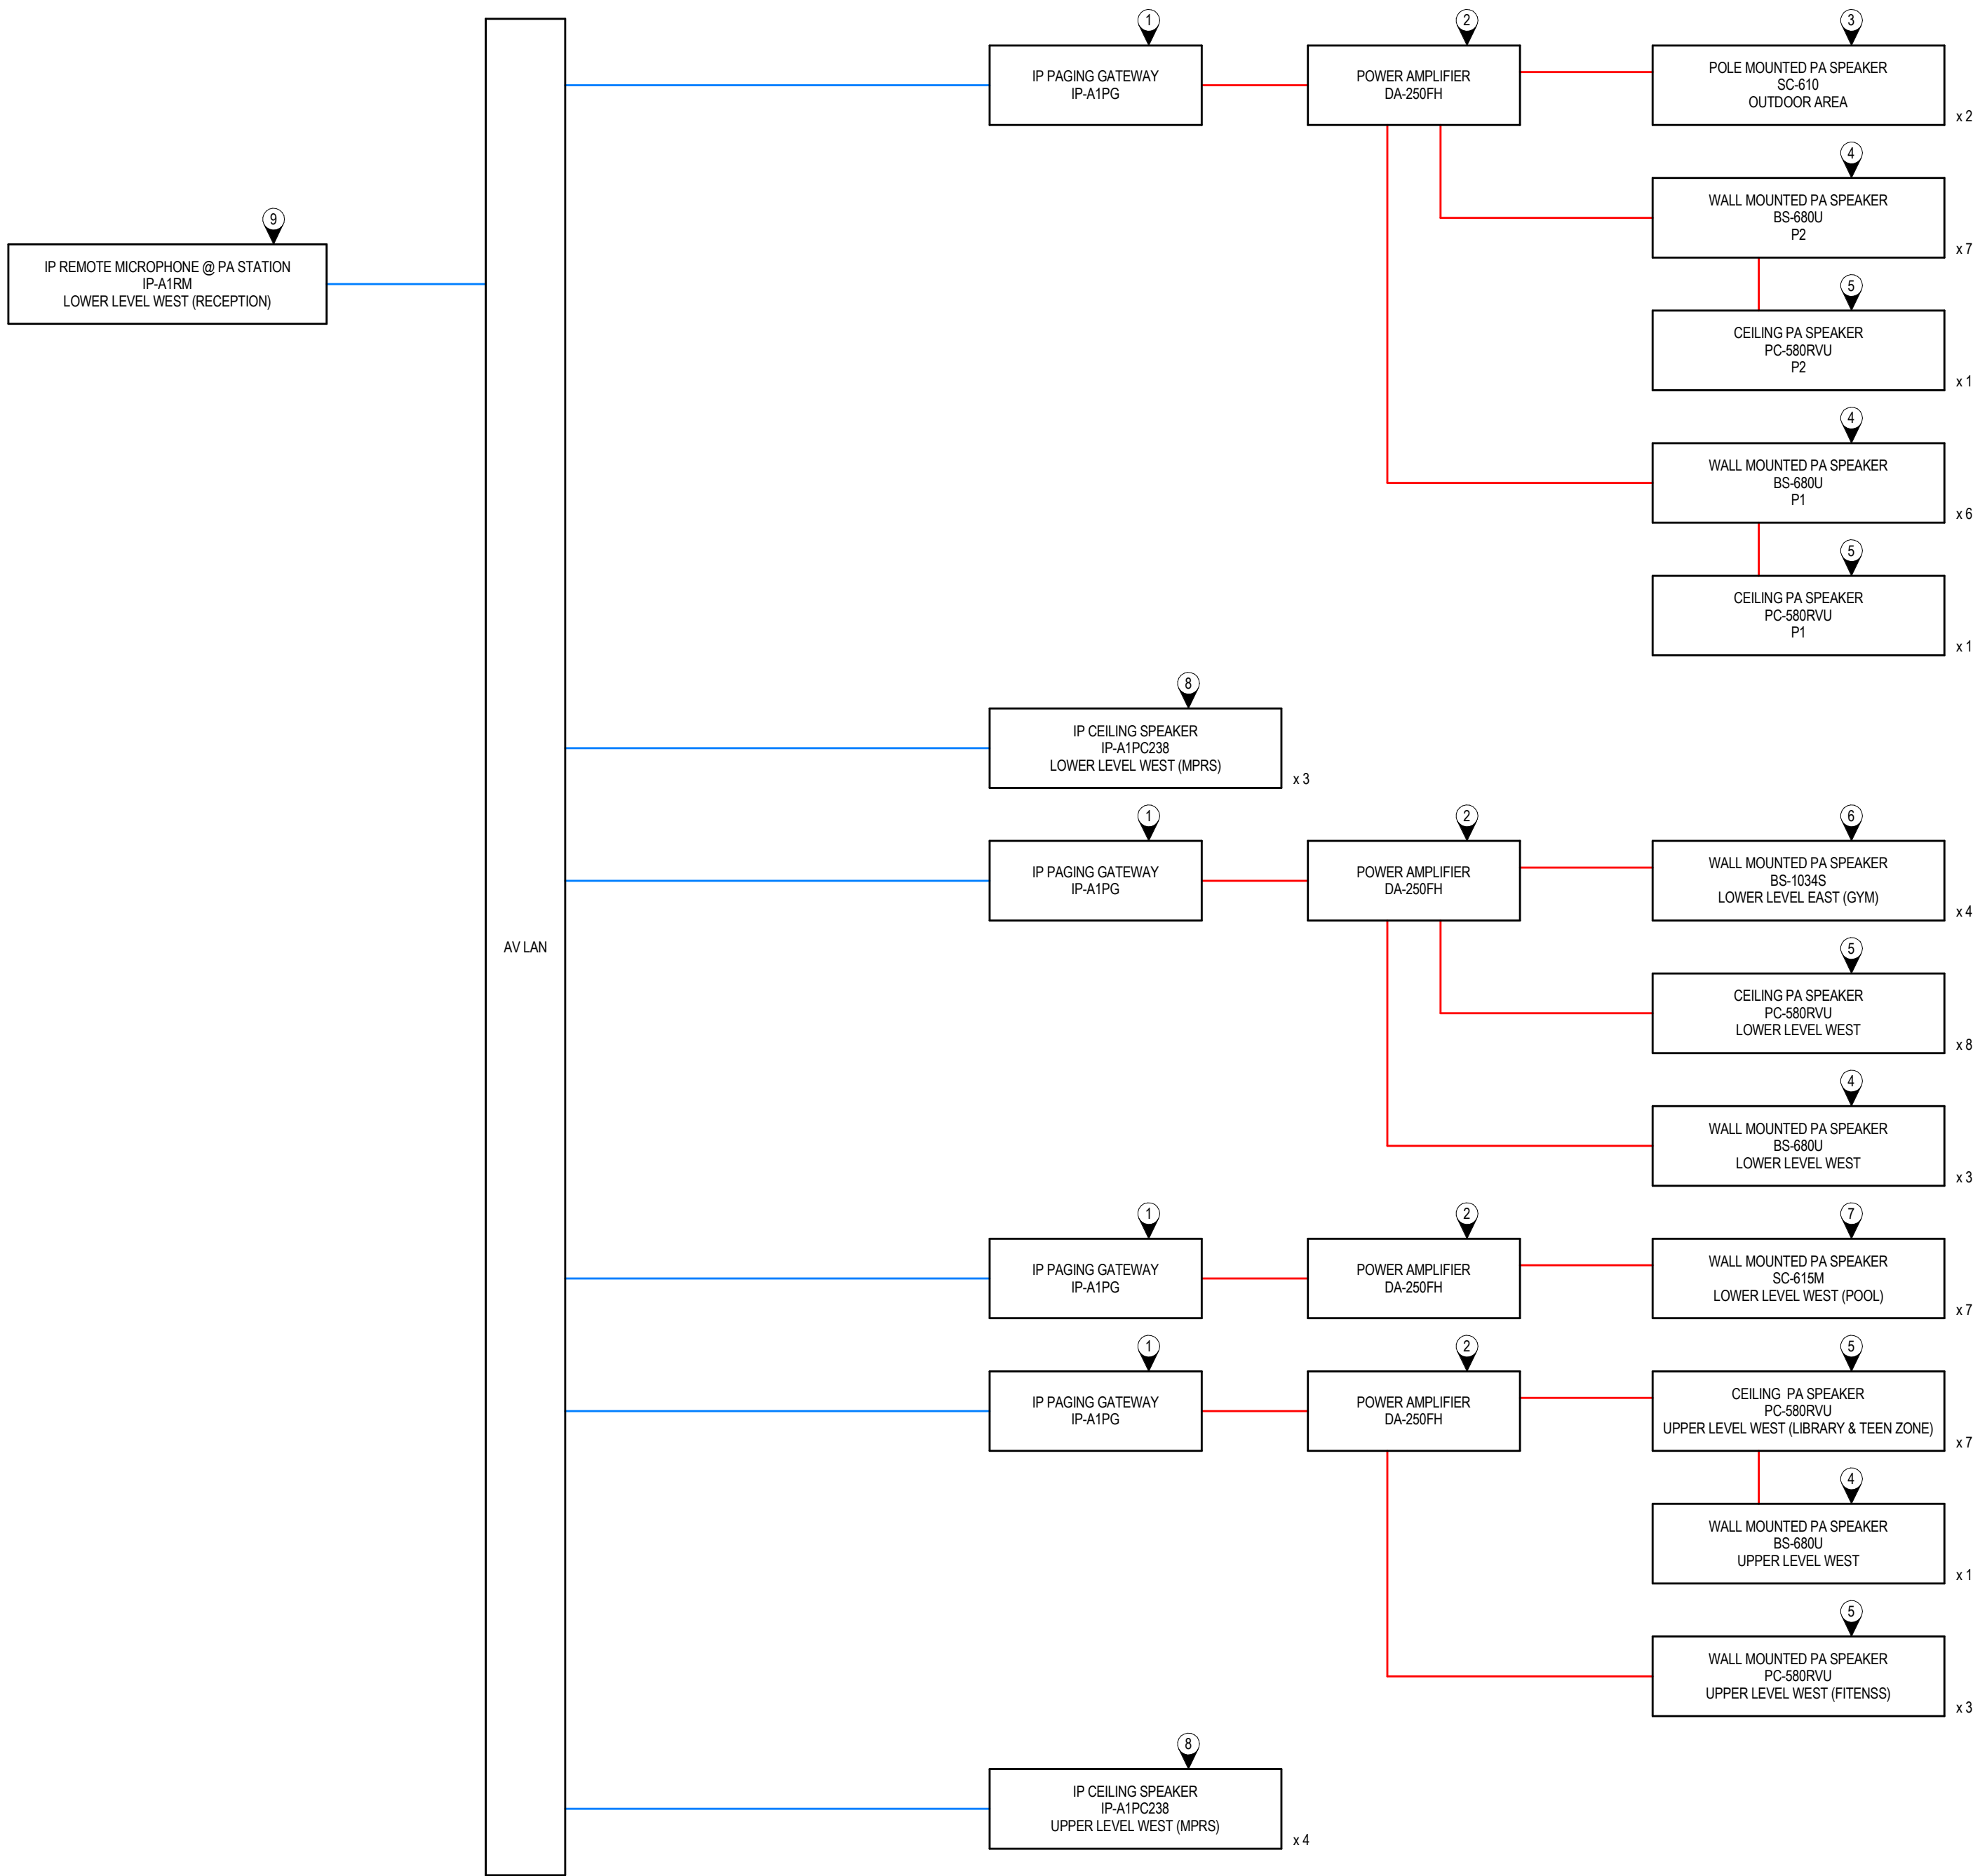 1
2
3
IP PAGING GATEWAY
IP-A1PG
POWER AMPLIFIER
DA-250FH
POLE MOUNTED PA SPEAKER
SC-610
OUTDOOR AREA
x 2
4
WALL MOUNTED PA SPEAKER
BS-680U
P2
x 7
9
IP REMOTE MICROPHONE @ PA STATION
IP-A1RM
LOWER LEVEL WEST (RECEPTION)
5
CEILING PA SPEAKER
PC-580RVU
P2
x 1
4
WALL MOUNTED PA SPEAKER
BS-680U
P1
x 6
5
CEILING PA SPEAKER
PC-580RVU
P1
x 1
8
IP CEILING SPEAKER
IP-A1PC238
LOWER LEVEL WEST (MPRS)
x 3
1
2
6
IP PAGING GATEWAY
IP-A1PG
POWER AMPLIFIER
DA-250FH
WALL MOUNTED PA SPEAKER
BS-1034S
LOWER LEVEL EAST (GYM)
x 4
AV LAN
5
CEILING PA SPEAKER
PC-580RVU
LOWER LEVEL WEST
x 8
4
WALL MOUNTED PA SPEAKER
BS-680U
LOWER LEVEL WEST
x 3
1
2
7
IP PAGING GATEWAY
IP-A1PG
POWER AMPLIFIER
DA-250FH
WALL MOUNTED PA SPEAKER
SC-615M
LOWER LEVEL WEST (POOL)
x 7
1
2
5
IP PAGING GATEWAY
IP-A1PG
POWER AMPLIFIER
DA-250FH
CEILING  PA SPEAKER
PC-580RVU
UPPER LEVEL WEST (LIBRARY & TEEN ZONE)
x 7
4
WALL MOUNTED PA SPEAKER
BS-680U
UPPER LEVEL WEST
x 1
5
WALL MOUNTED PA SPEAKER
PC-580RVU
UPPER LEVEL WEST (FITENSS)
x 3
8
IP CEILING SPEAKER
IP-A1PC238
UPPER LEVEL WEST (MPRS)
x 4